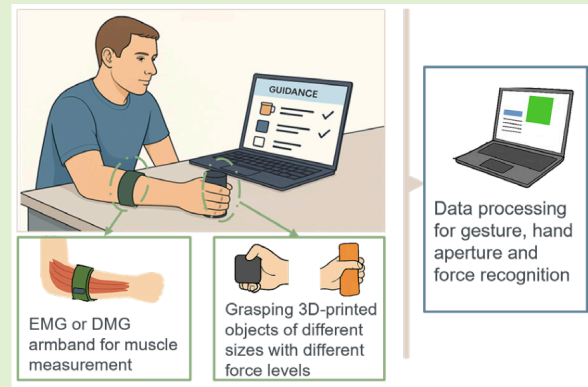 GUIDANCE
EMG or DMG
armband for muscle
measurement
Grasping 3D-printed
objects of different
sizes with different
force levels
Data processing
for gesture, hand
aperture and
force recognition